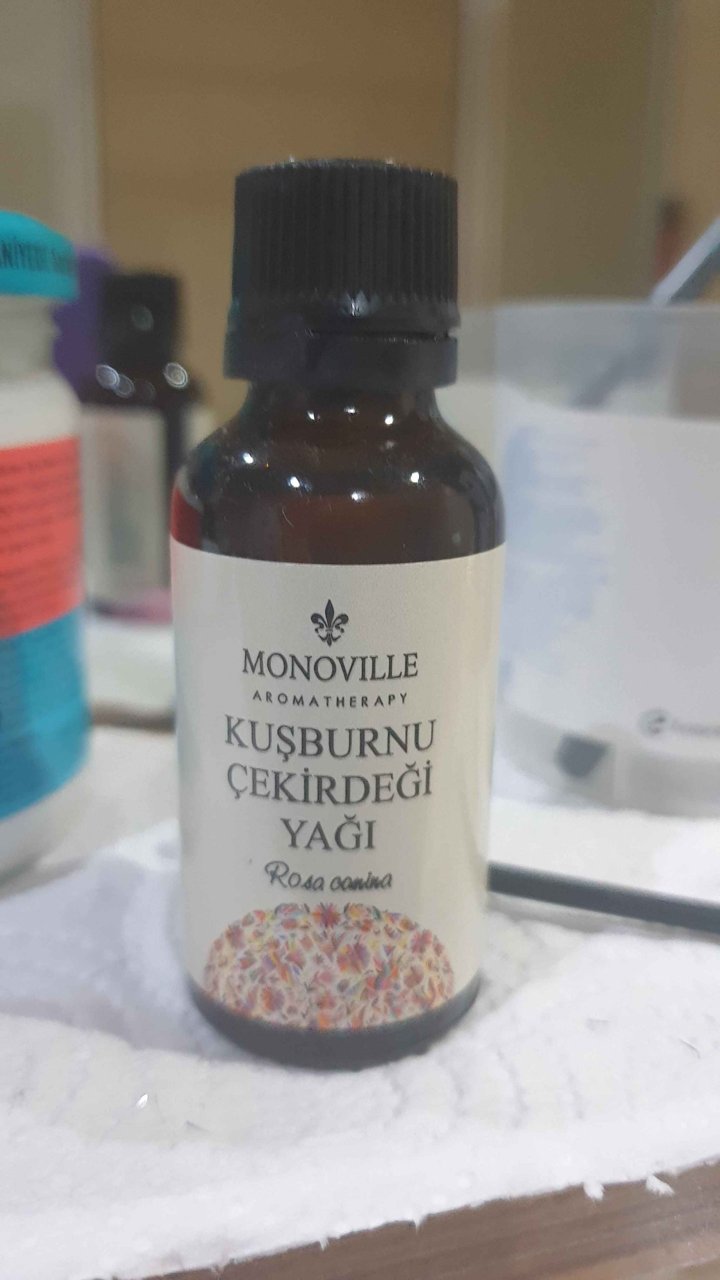 MONOVILLE
AROMATHERAPY
KUŞBURNU
ÇEKİRDEĞİ
YAĞI
Rosa canina